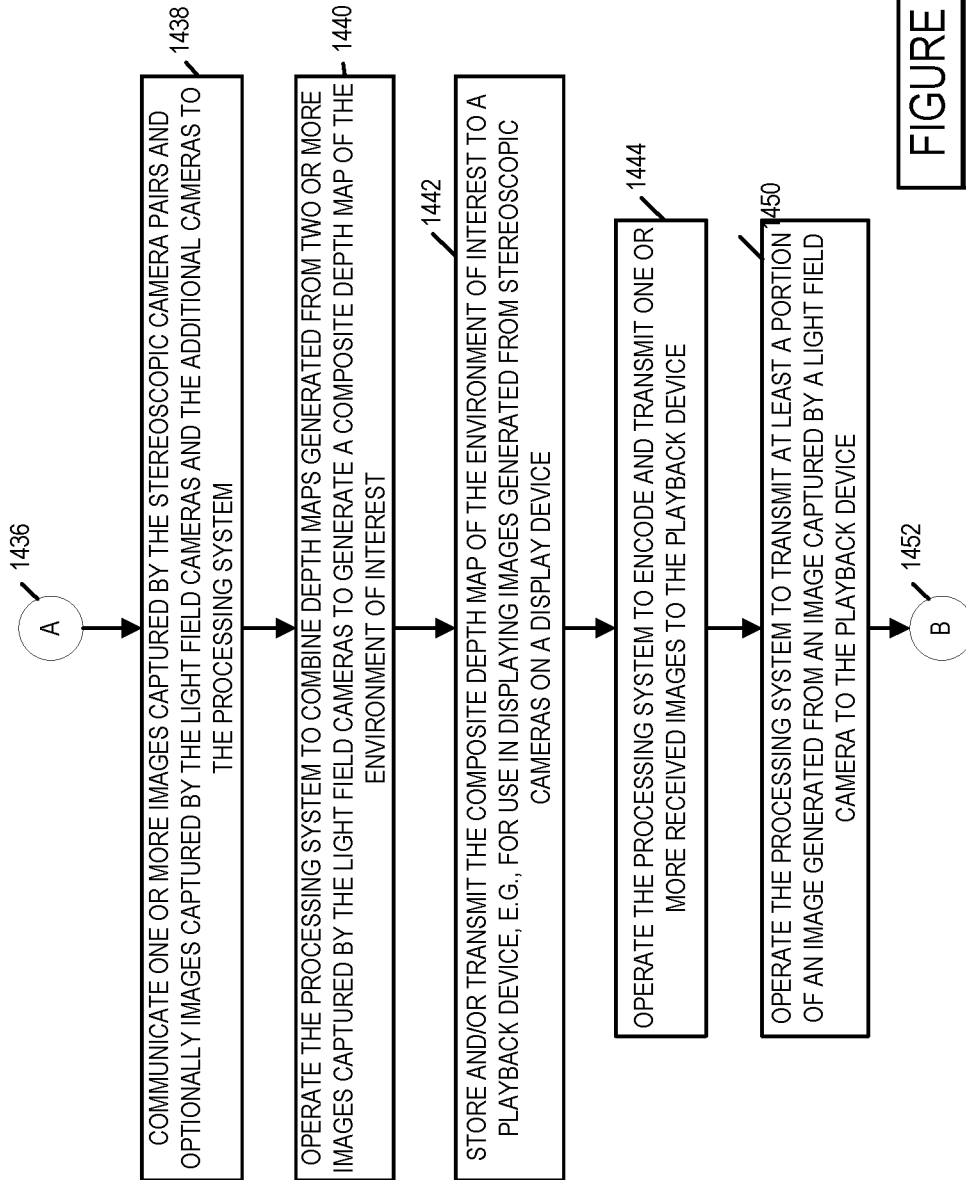 1436
A
1438
COMMUNICATE ONE OR MORE IMAGES CAPTURED BY THE STEREOSCOPIC CAMERA PAIRS AND
OPTIONALLY IMAGES CAPTURED BY THE LIGHT FIELD CAMERAS AND THE ADDITIONAL CAMERAS TO
THE PROCESSING SYSTEM
1440
OPERATE THE PROCESSING SYSTEM TO COMBINE DEPTH MAPS GENERATED FROM TWO OR MORE
IMAGES CAPTURED BY THE LIGHT FIELD CAMERAS TO GENERATE A COMPOSITE DEPTH MAP OF THE
ENVIRONMENT OF INTEREST
1442
STORE AND/OR TRANSMIT THE COMPOSITE DEPTH MAP OF THE ENVIRONMENT OF INTEREST TO A
PLAYBACK DEVICE, E.G., FOR USE IN DISPLAYING IMAGES GENERATED FROM STEREOSCOPIC
CAMERAS ON A DISPLAY DEVICE
1444
OPERATE THE PROCESSING SYSTEM TO ENCODE AND TRANSMIT ONE OR
MORE RECEIVED IMAGES TO THE PLAYBACK DEVICE
1450
OPERATE THE PROCESSING SYSTEM TO TRANSMIT AT LEAST A PORTION
OF AN IMAGE GENERATED FROM AN IMAGE CAPTURED BY A LIGHT FIELD
CAMERA TO THE PLAYBACK DEVICE
1452
B
FIGURE